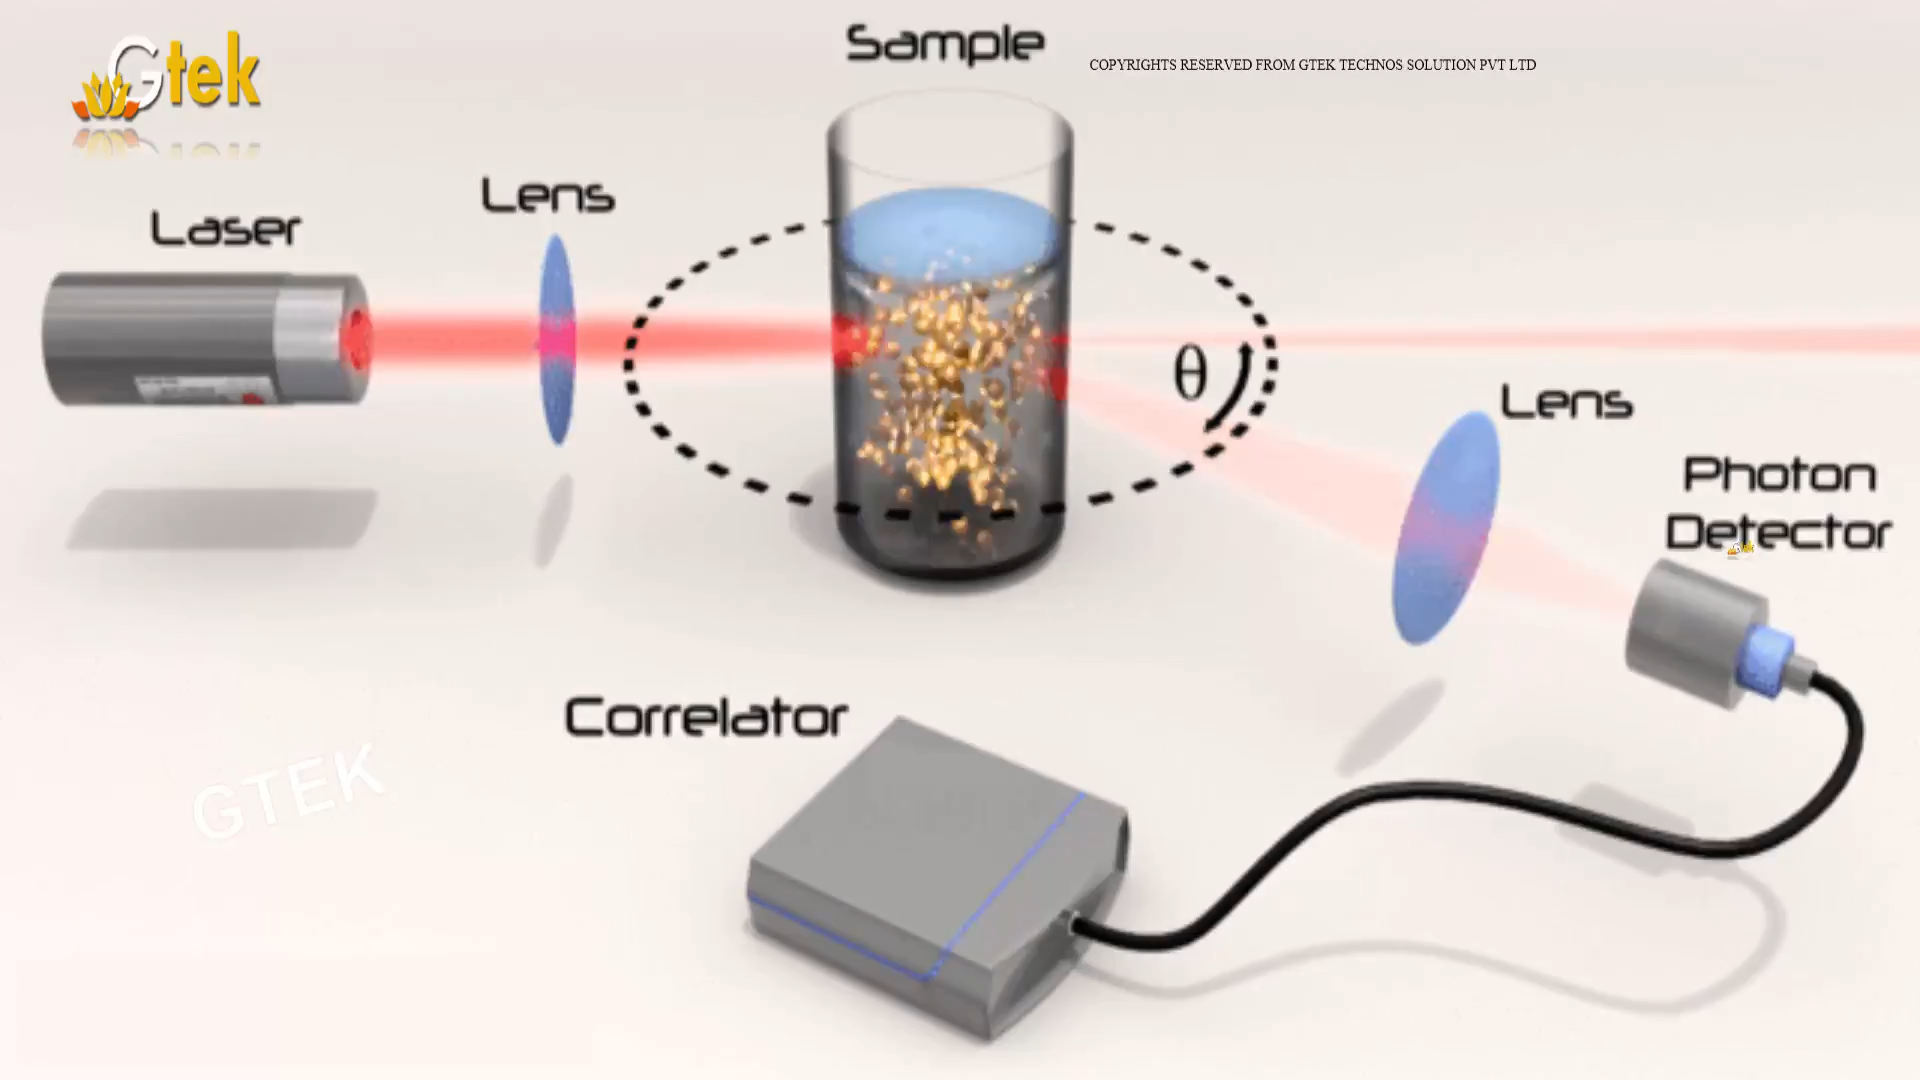 Gtek
Sample
COPYRIGHTS RESERVED FROM GTEK TECHNOS SOLUTION PVT LTD
Lens
Laser
θ
Lens
Photon
Detector
Correlator
GTEK